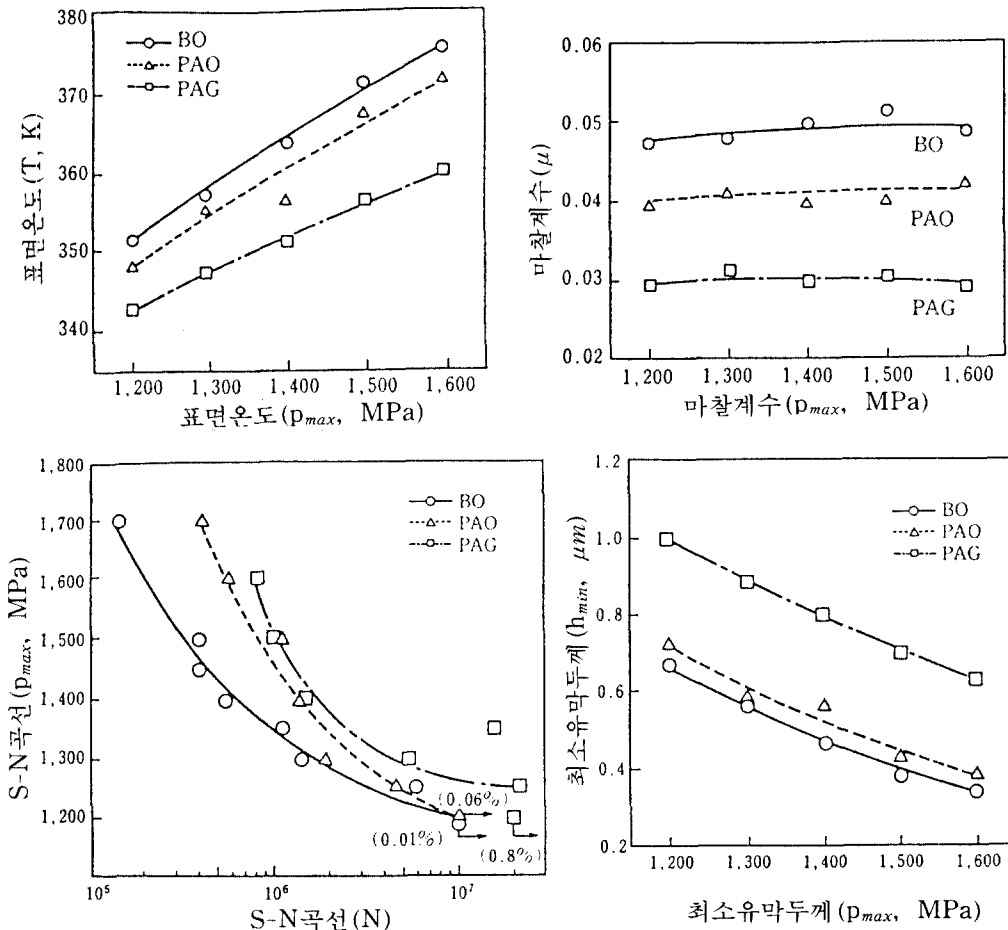 380
370
360
350
340
표면온도(T, K)
BO
PAO
PAG
1,200 1,300 1,400 1,500 1,600
표면온도(p_max, MPa)
0.06
0.05
0.04
0.03
0.02
마찰계수(μ)
BO
PAO
PAG
1,200 1,300 1,400 1,500 1,600
마찰계수(p_max, MPa)
1,800
1,700
1,600
1,500
1,400
1,300
1,200
S-N곡선(p_max, MPa)
BO
PAO
PAG
(0.06%)
(0.01%)
(0.8%)
10⁵ 10⁶ 10⁷
S-N곡선(N)
1.2
1.0
0.8
0.6
0.4
0.2
최소유막두께(h_min, μm)
BO
PAO
PAG
1,200 1,300 1,400 1,500 1,600
최소유막두께(p_max, MPa)